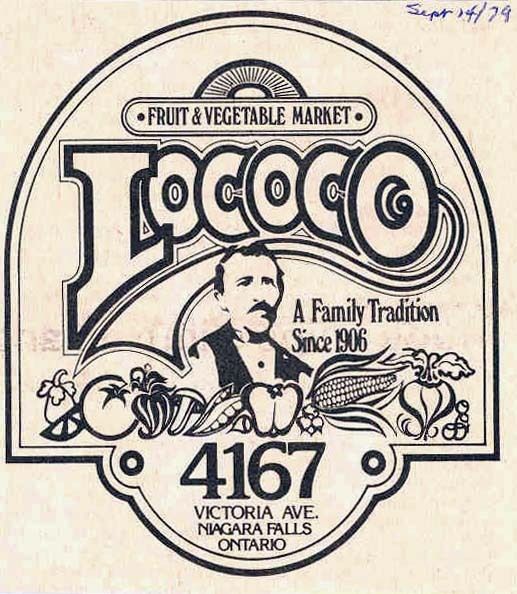 Sept 14/79
• FRUIT & VEGETABLE MARKET •
LOCOCO
A Family Tradition
Since 1906
4167
VICTORIA AVE.
NIAGARA FALLS
ONTARIO